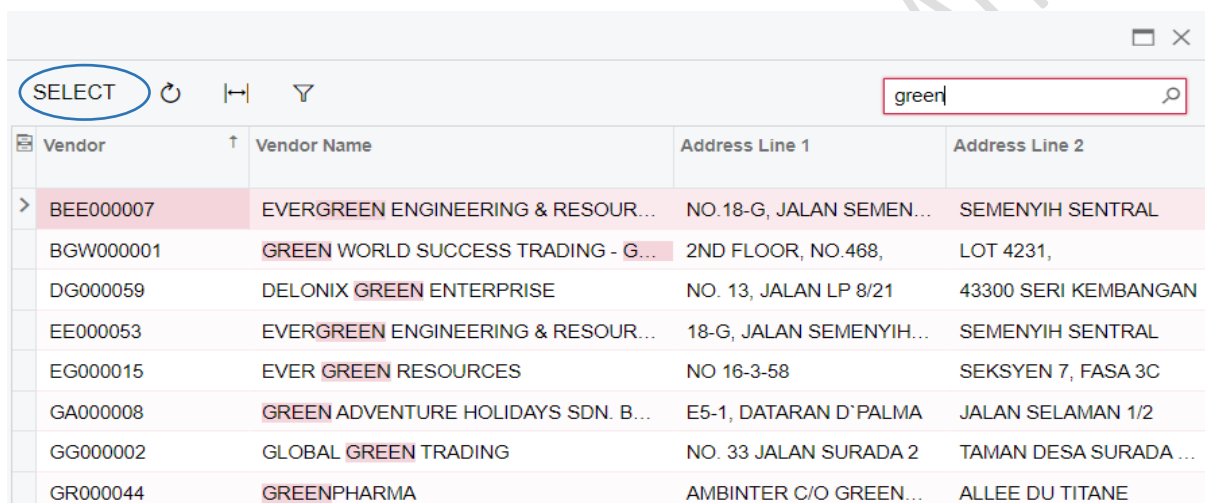 SELECT green
Vendor Vendor Name Address Line 1 Address Line 2
BEE000007 EVERGREEN ENGINEERING & RESOUR... NO.18-G, JALAN SEMEN... SEMENYIH SENTRAL
BGW000001 GREEN WORLD SUCCESS TRADING - G... 2ND FLOOR, NO.468, LOT 4231,
DG000059 DELONIX GREEN ENTERPRISE NO. 13, JALAN LP 8/21 43300 SERI KEMBANGAN
EE000053 EVERGREEN ENGINEERING & RESOUR... 18-G, JALAN SEMENYIH... SEMENYIH SENTRAL
EG000015 EVER GREEN RESOURCES NO 16-3-58 SEKSYEN 7, FASA 3C
GA000008 GREEN ADVENTURE HOLIDAYS SDN. B... E5-1, DATARAN D`PALMA JALAN SELAMAN 1/2
GG000002 GLOBAL GREEN TRADING NO. 33 JALAN SURADA 2 TAMAN DESA SURADA ...
GR000044 GREENPHARMA AMBINTER C/O GREEN... ALLEE DU TITANE